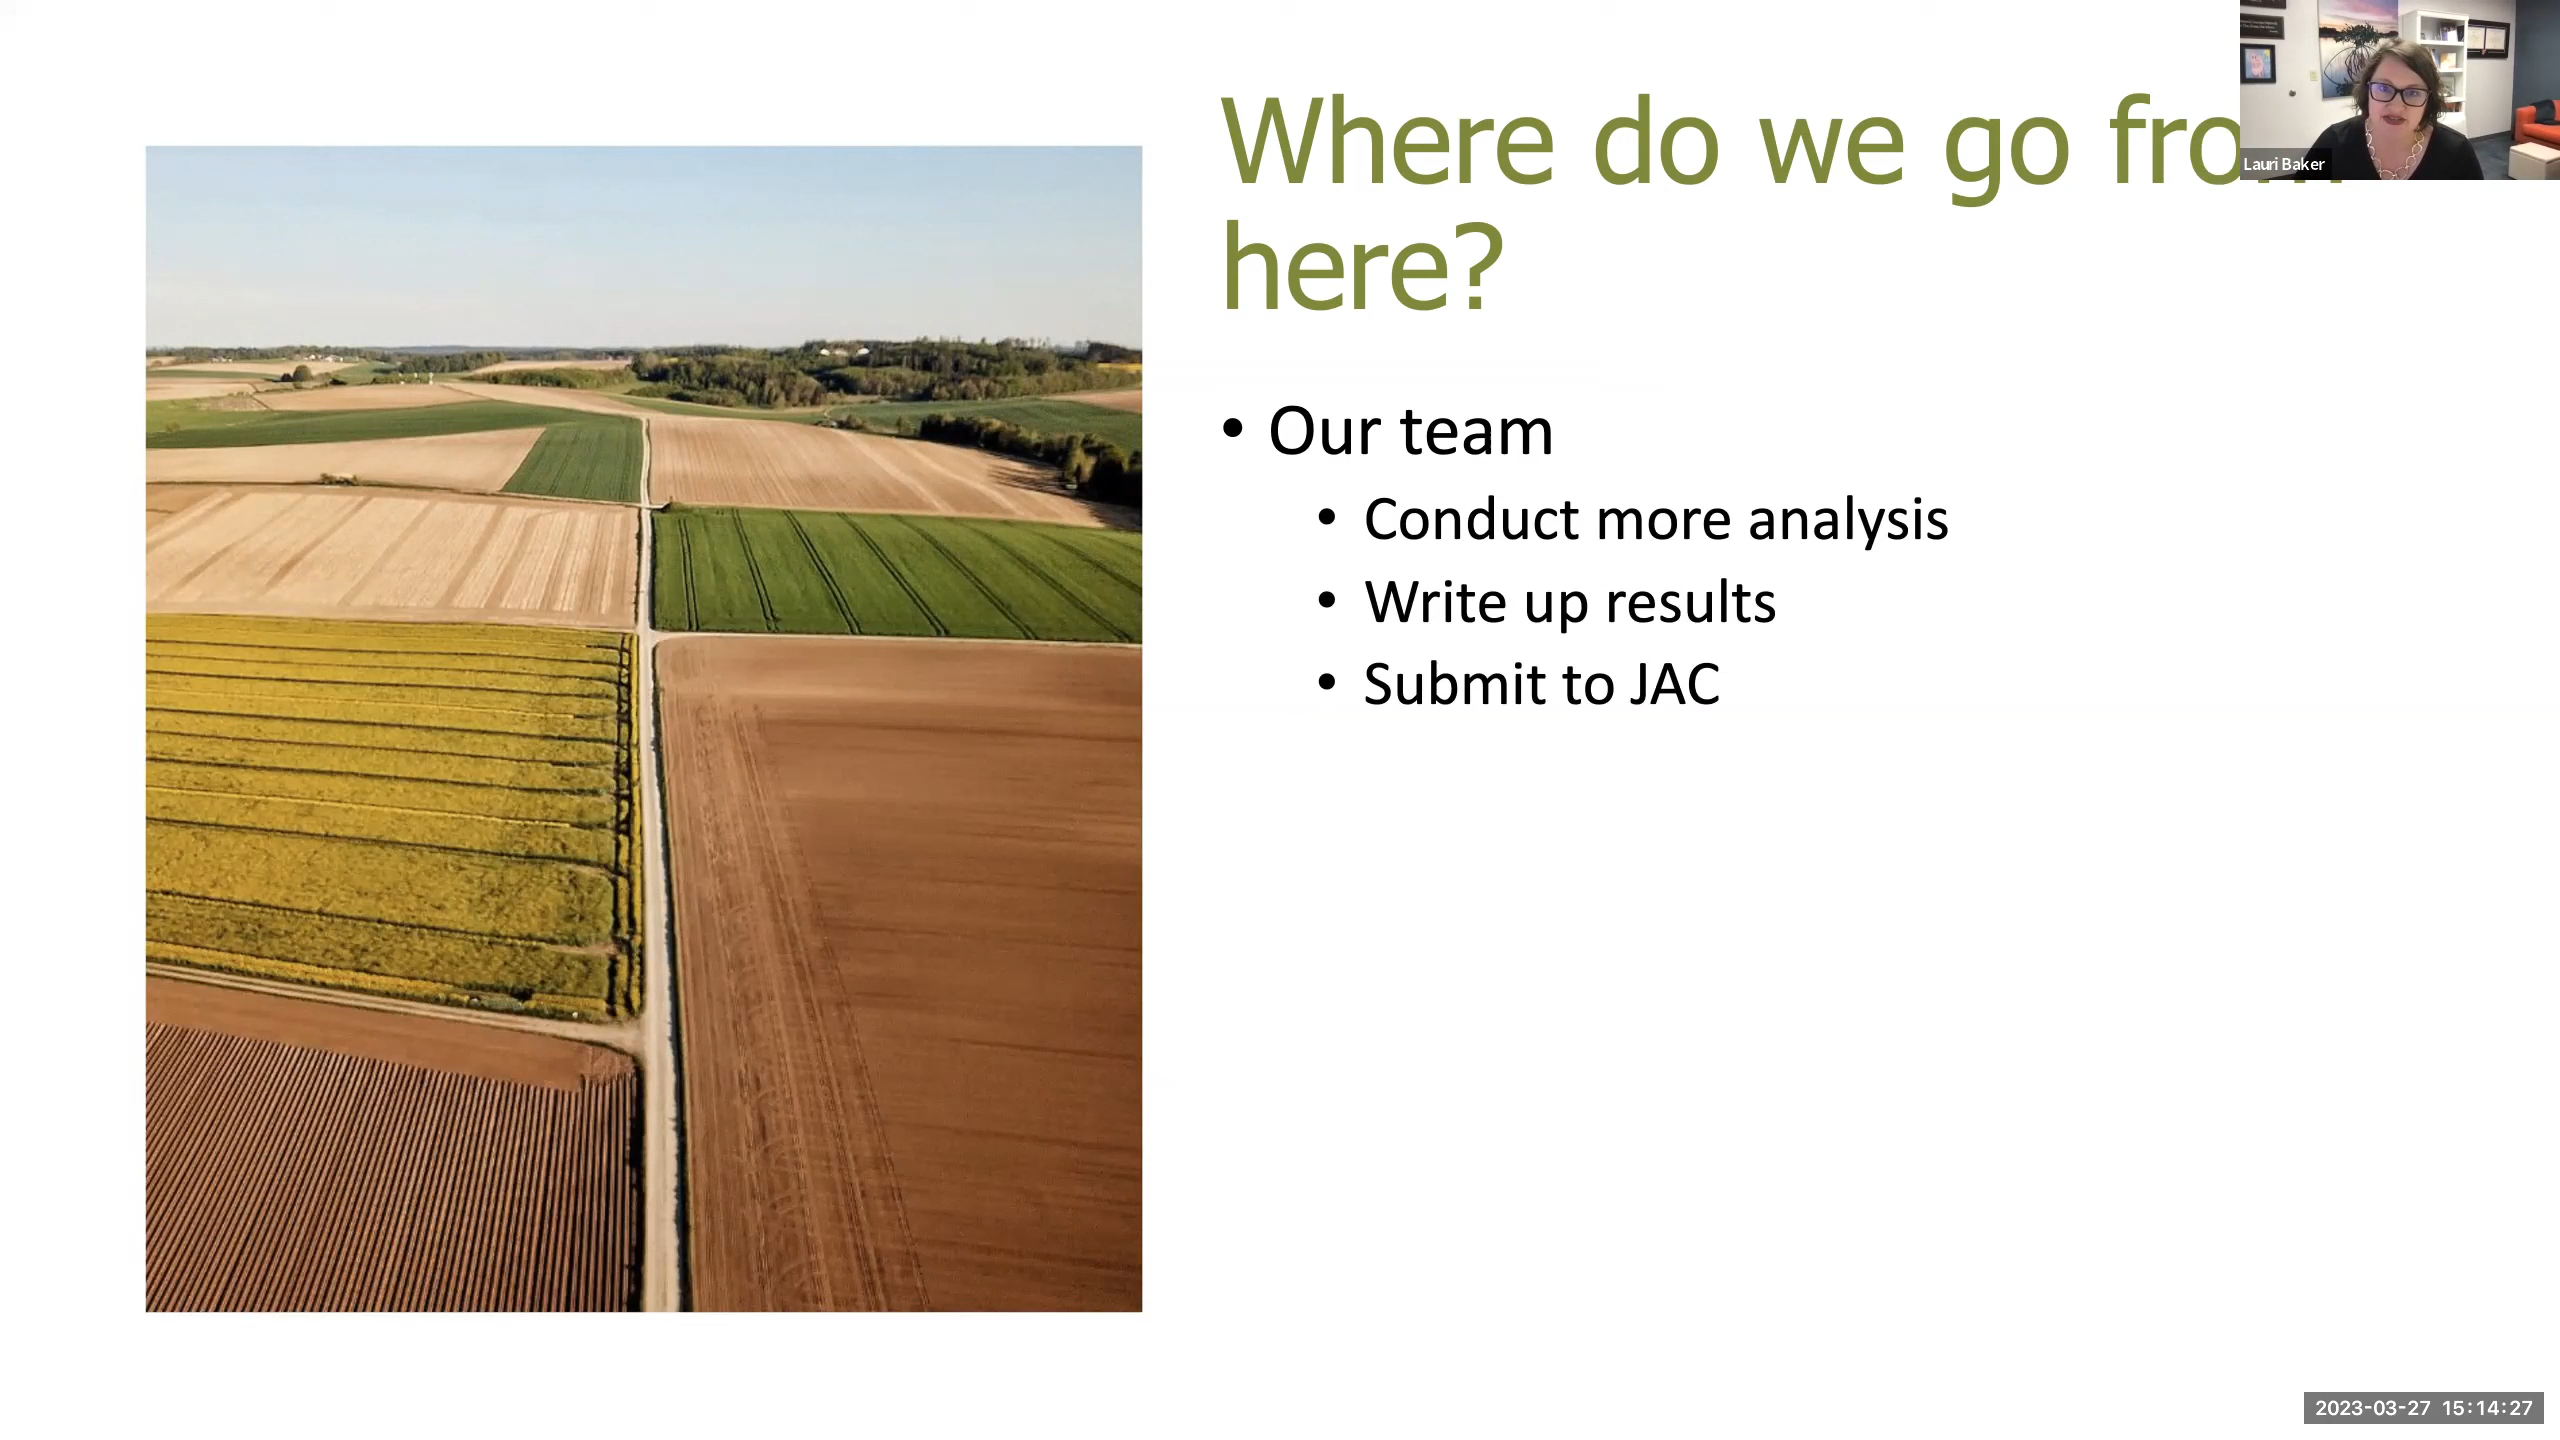 Where do we go from
here?
Lauri Baker
• Our team
• Conduct more analysis
• Write up results
• Submit to JAC
2023-03-27 15:14:27